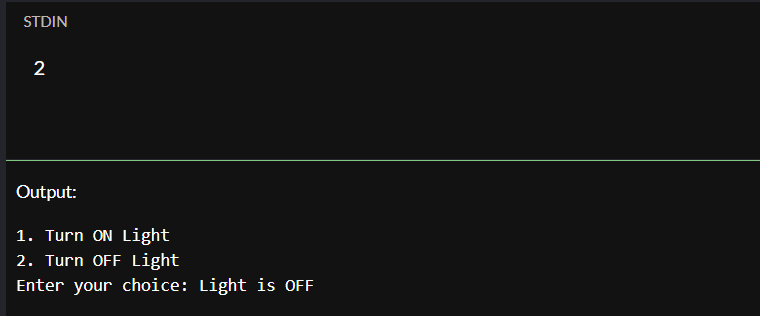 STDIN
2
Output:
1. Turn ON Light
2. Turn OFF Light
Enter your choice: Light is OFF